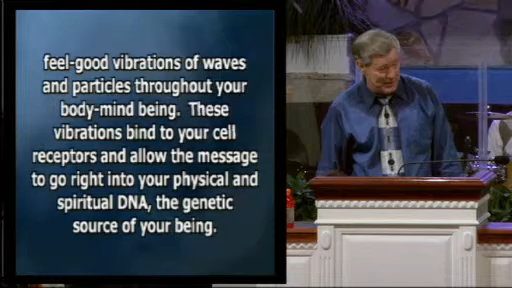 feel-good vibrations of waves
and particles throughout your
body-mind being. These
vibrations bind to your cell
receptors and allow the message
to go right into your physical and
spiritual DNA, the genetic
source of your being.